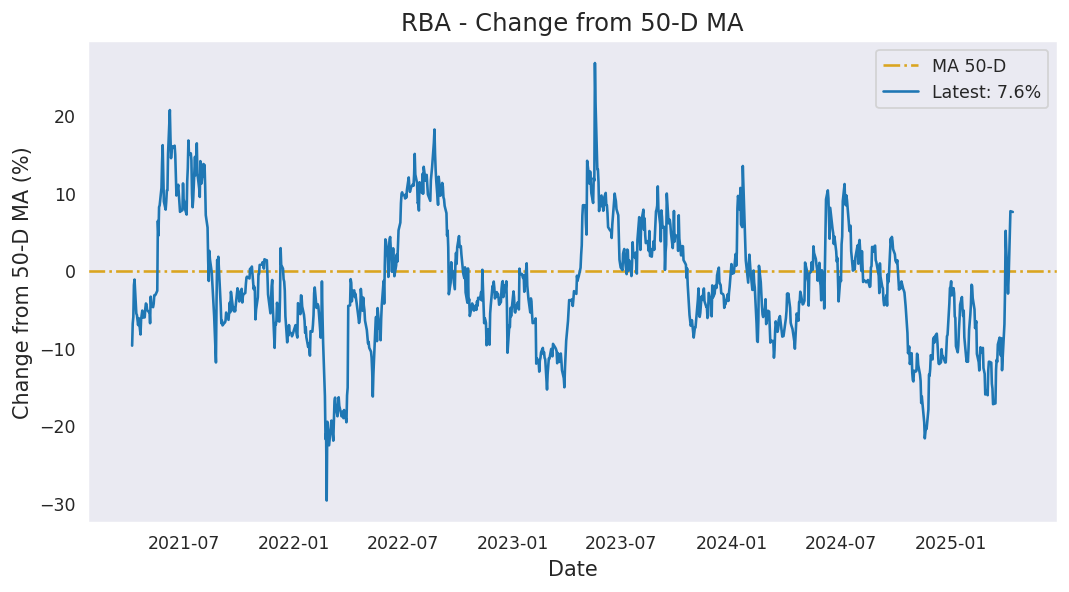 RBA - Change from 50-D MA
MA 50-D
Latest: 7.6%
Change from 50-D MA (%)
20
10
0
−10
−20
−30
2021-07 2022-01 2022-07 2023-01 2023-07 2024-01 2024-07 2025-01
Date